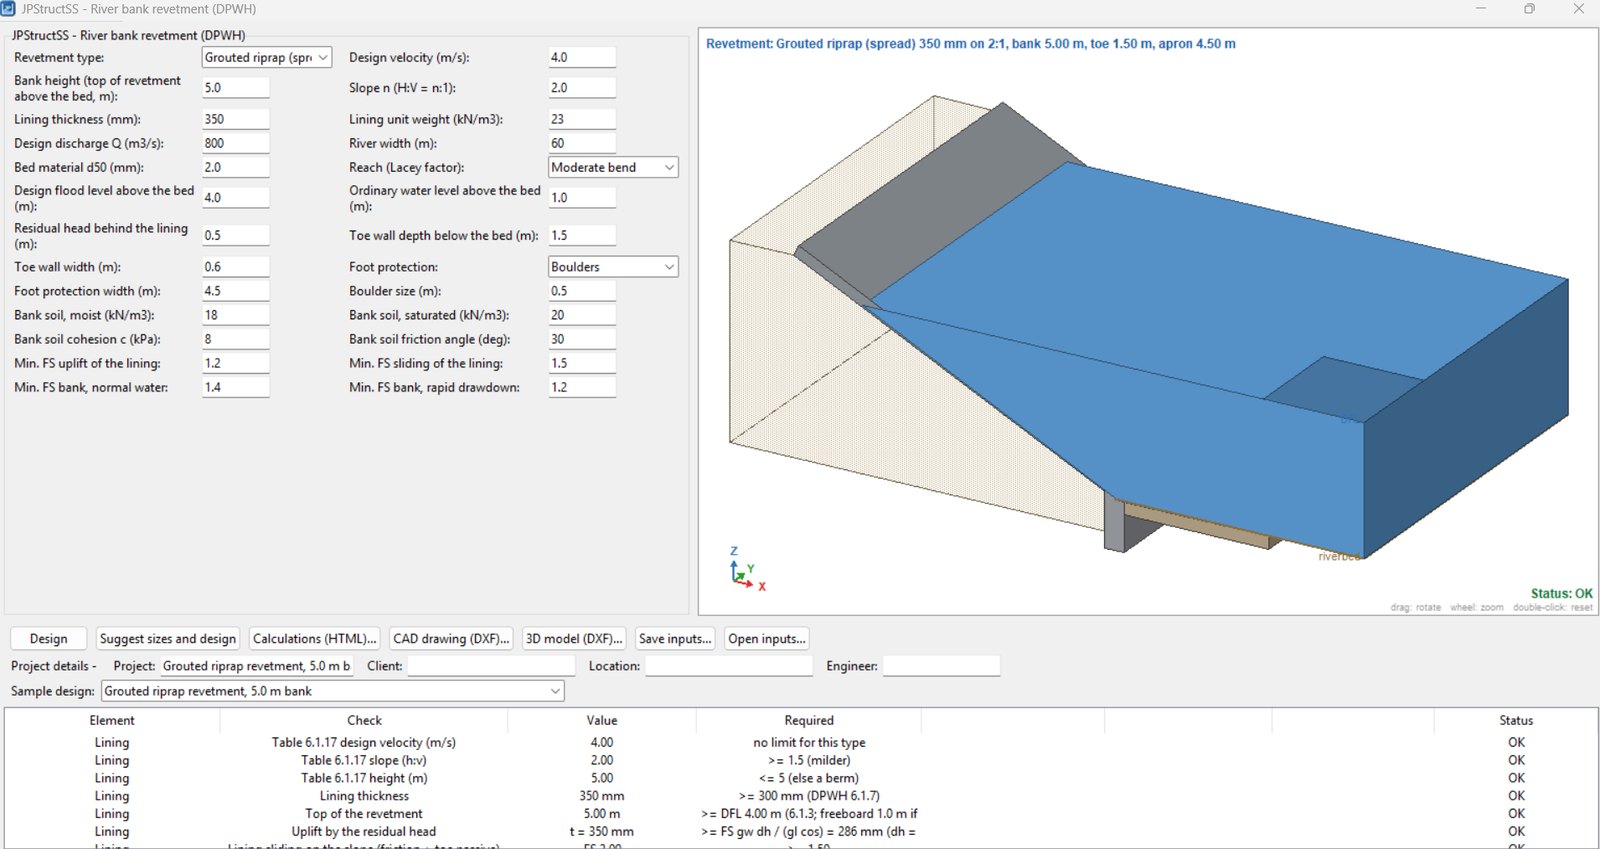 JPStructSS - River bank revetment (DPWH)
JPStructSS - River bank revetment (DPWH)
Revetment type: Grouted riprap (spr Design velocity (m/s): 4.0
Bank height (top of revetment above the bed, m): 5.0 Slope n (H:V = n:1): 2.0
Lining thickness (mm): 350 Lining unit weight (kN/m3): 23
Design discharge Q (m3/s): 800 River width (m): 60
Bed material d50 (mm): 2.0 Reach (Lacey factor): Moderate bend
Design flood level above the bed (m): 4.0 Ordinary water level above the bed (m): 1.0
Residual head behind the lining (m): 0.5 Toe wall depth below the bed (m): 1.5
Toe wall width (m): 0.6 Foot protection: Boulders
Foot protection width (m): 4.5 Boulder size (m): 0.5
Bank soil, moist (kN/m3): 18 Bank soil, saturated (kN/m3): 20
Bank soil cohesion c (kPa): 8 Bank soil friction angle (deg): 30
Min. FS uplift of the lining: 1.2 Min. FS sliding of the lining: 1.5
Min. FS bank, normal water: 1.4 Min. FS bank, rapid drawdown: 1.2
Revetment: Grouted riprap (spread) 350 mm on 2:1, bank 5.00 m, toe 1.50 m, apron 4.50 m
riverbed
Z
Y
X
Status: OK
drag: rotate wheel: zoom double-click: reset
Design Suggest sizes and design Calculations (HTML)... CAD drawing (DXF)... 3D model (DXF)... Save inputs... Open inputs...
Project details - Project: Grouted riprap revetment, 5.0 m b Client: Location: Engineer:
Sample design: Grouted riprap revetment, 5.0 m bank
Element Check Value Required Status
Lining Table 6.1.17 design velocity (m/s) 4.00 no limit for this type OK
Lining Table 6.1.17 slope (h:v) 2.00 >= 1.5 (milder) OK
Lining Table 6.1.17 height (m) 5.00 <= 5 (else a berm) OK
Lining Lining thickness 350 mm >= 300 mm (DPWH 6.1.7) OK
Lining Top of the revetment 5.00 m >= DFL 4.00 m (6.1.3; freeboard 1.0 m if OK
Lining Uplift by the residual head t = 350 mm >= FS gw dh / (gl cos) = 286 mm (dh = OK
Lining Lining sliding on the slope (friction + toe passive) FS 2.00 >= 1.50 OK